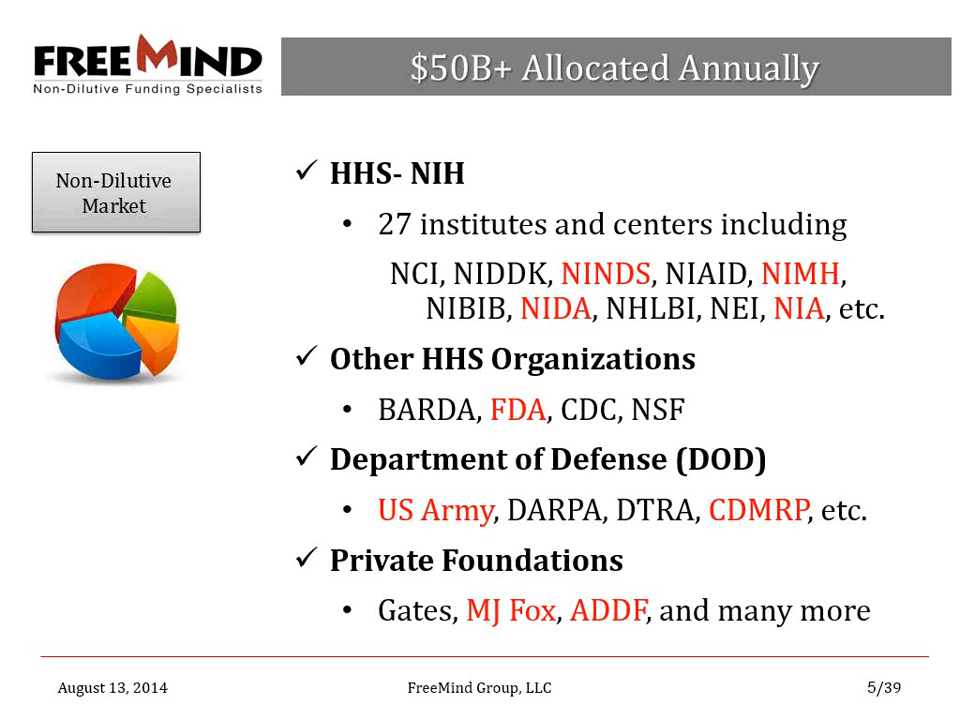 FREEMIND
Non-Dilutive Funding Specialists
$50B+ Allocated Annually
Non-Dilutive
Market
✓ HHS- NIH
• 27 institutes and centers including
NCI, NIDDK, NINDS, NIAID, NIMH,
NIBIB, NIDA, NHLBI, NEI, NIA, etc.
✓ Other HHS Organizations
• BARDA, FDA, CDC, NSF
✓ Department of Defense (DOD)
• US Army, DARPA, DTRA, CDMRP, etc.
✓ Private Foundations
• Gates, MJ Fox, ADDF, and many more
August 13, 2014
FreeMind Group, LLC
5/39